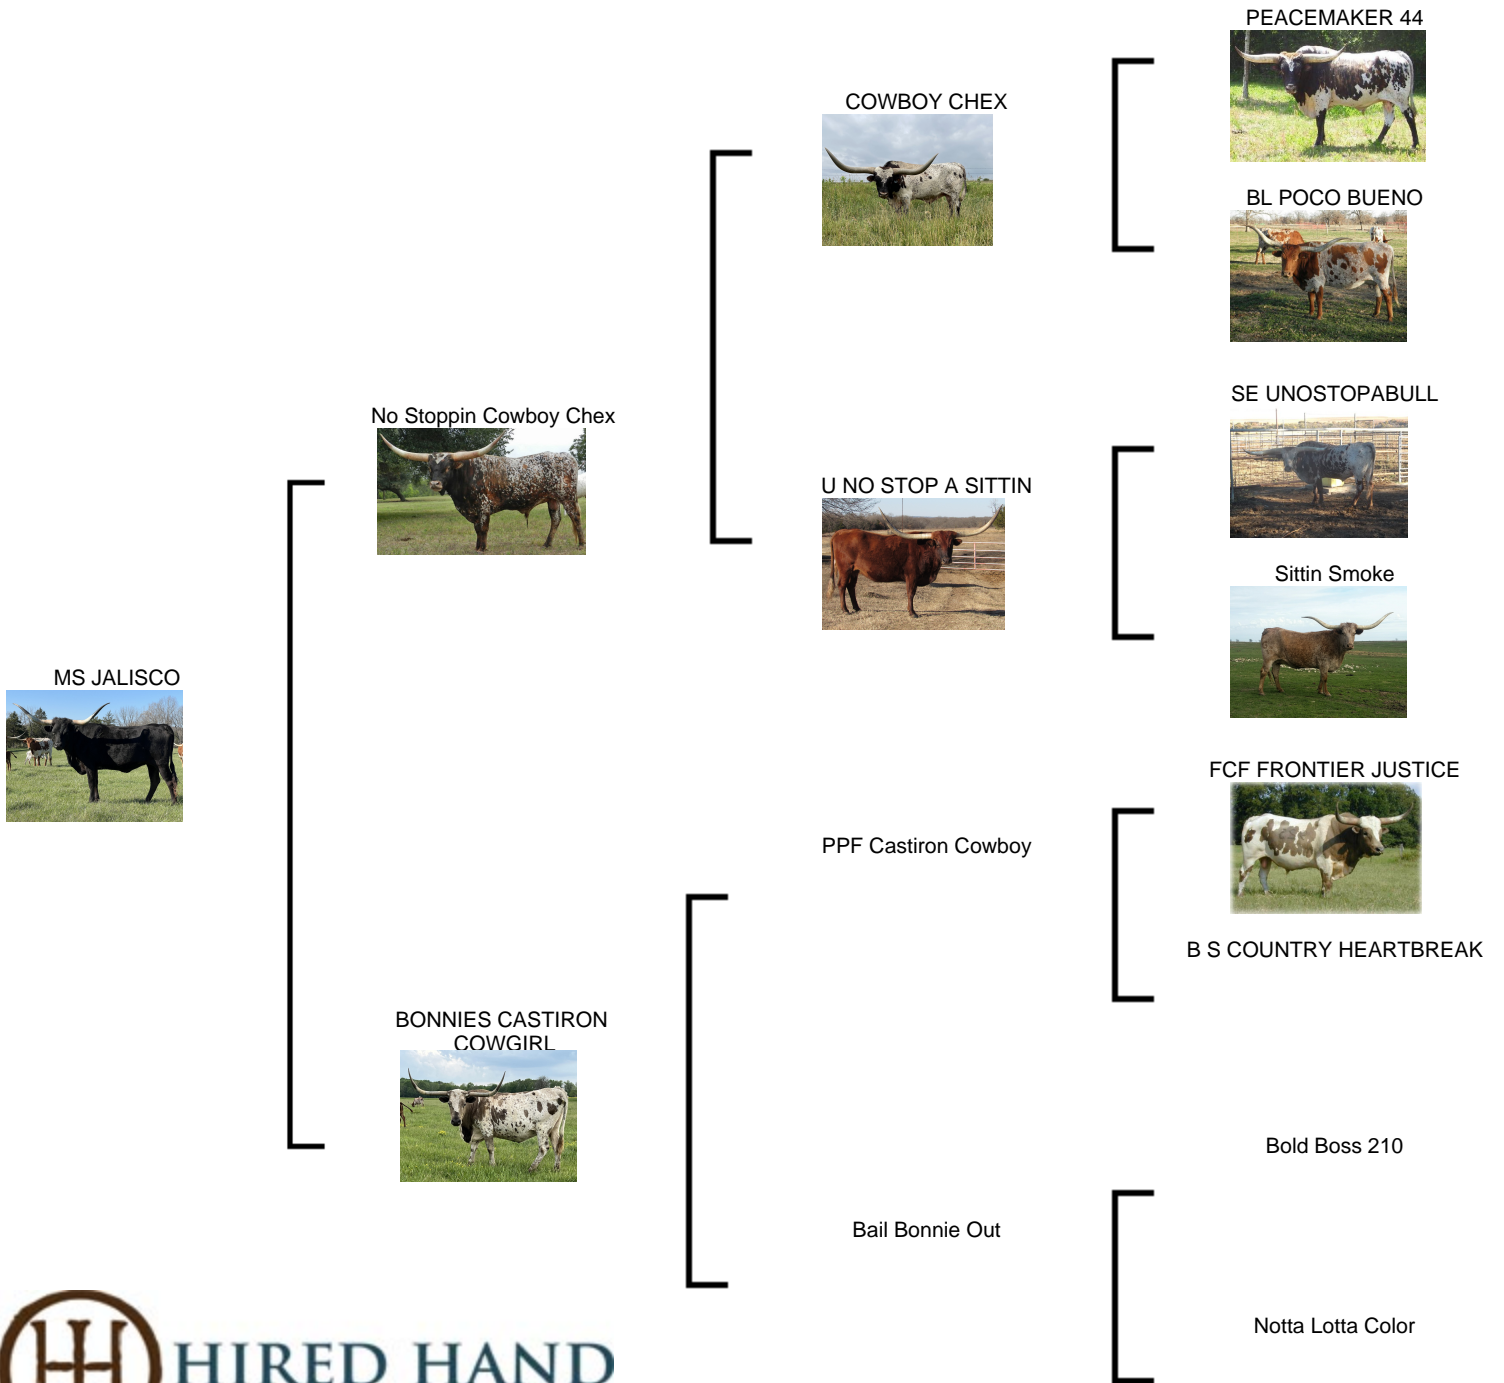 PEACEMAKER 44
COWBOY CHEX
BL POCO BUENO
No Stoppin Cowboy Chex
SE UNOSTOPABULL
U NO STOP A SITTIN
Sittin Smoke
MS JALISCO
FCF FRONTIER JUSTICE
PPF Castiron Cowboy
B S COUNTRY HEARTBREAK
BONNIES CASTIRON
COWGIRL
Bold Boss 210
Bail Bonnie Out
Notta Lotta Color
HIRED HAND